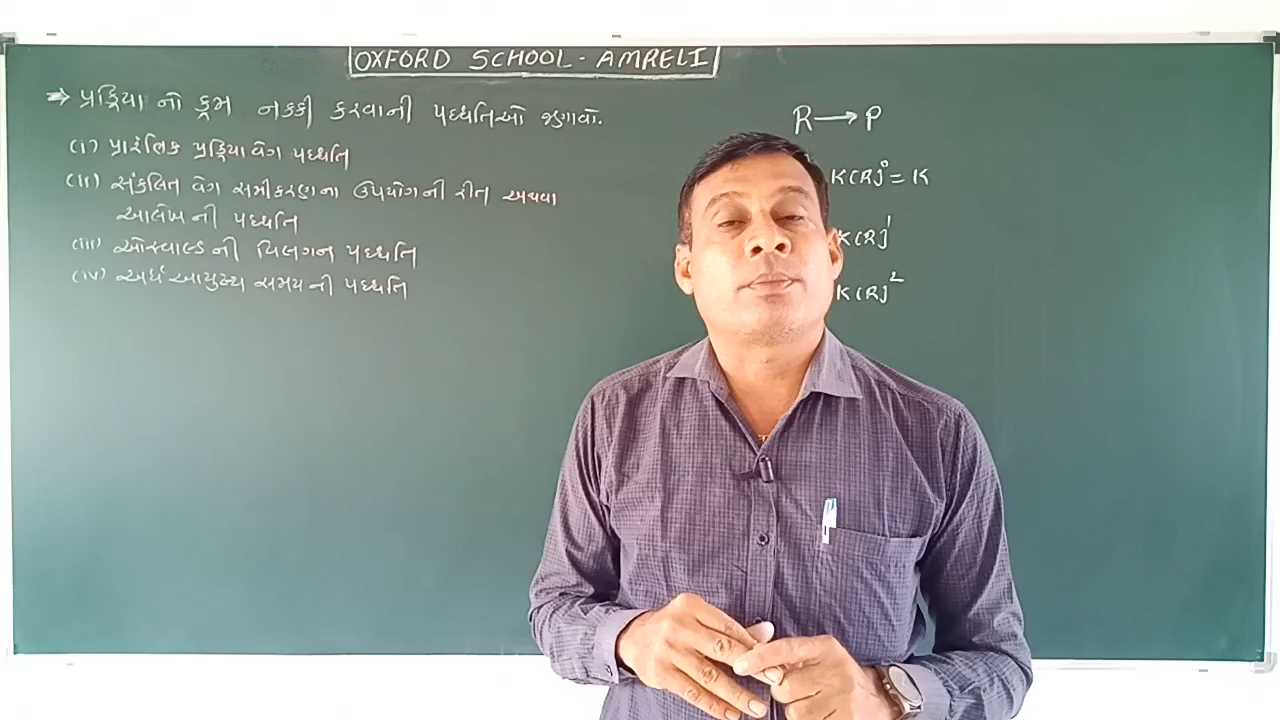 OXFORD SCHOOL - AMRELI
→ પ્રક્રિયા નો ક્રમ નક્કી કરવાની પધ્ધતિઓ જણાવો.
(i) પ્રારંભિક પ્રક્રિયા વેગ પધ્ધતિ
(ii) સંકલિત વેગ સમીકરણના ઉપયોગની રીત અથવા
આલેખ ની પધ્ધતિ
(iii) ઓસ્વાલ્ડ ની વિલગન પધ્ધતિ
(iv) અર્ધ આયુષ્ય સમય ની પધ્ધતિ
R → P
K[R]⁰ = K
K[R]¹
K[R]²